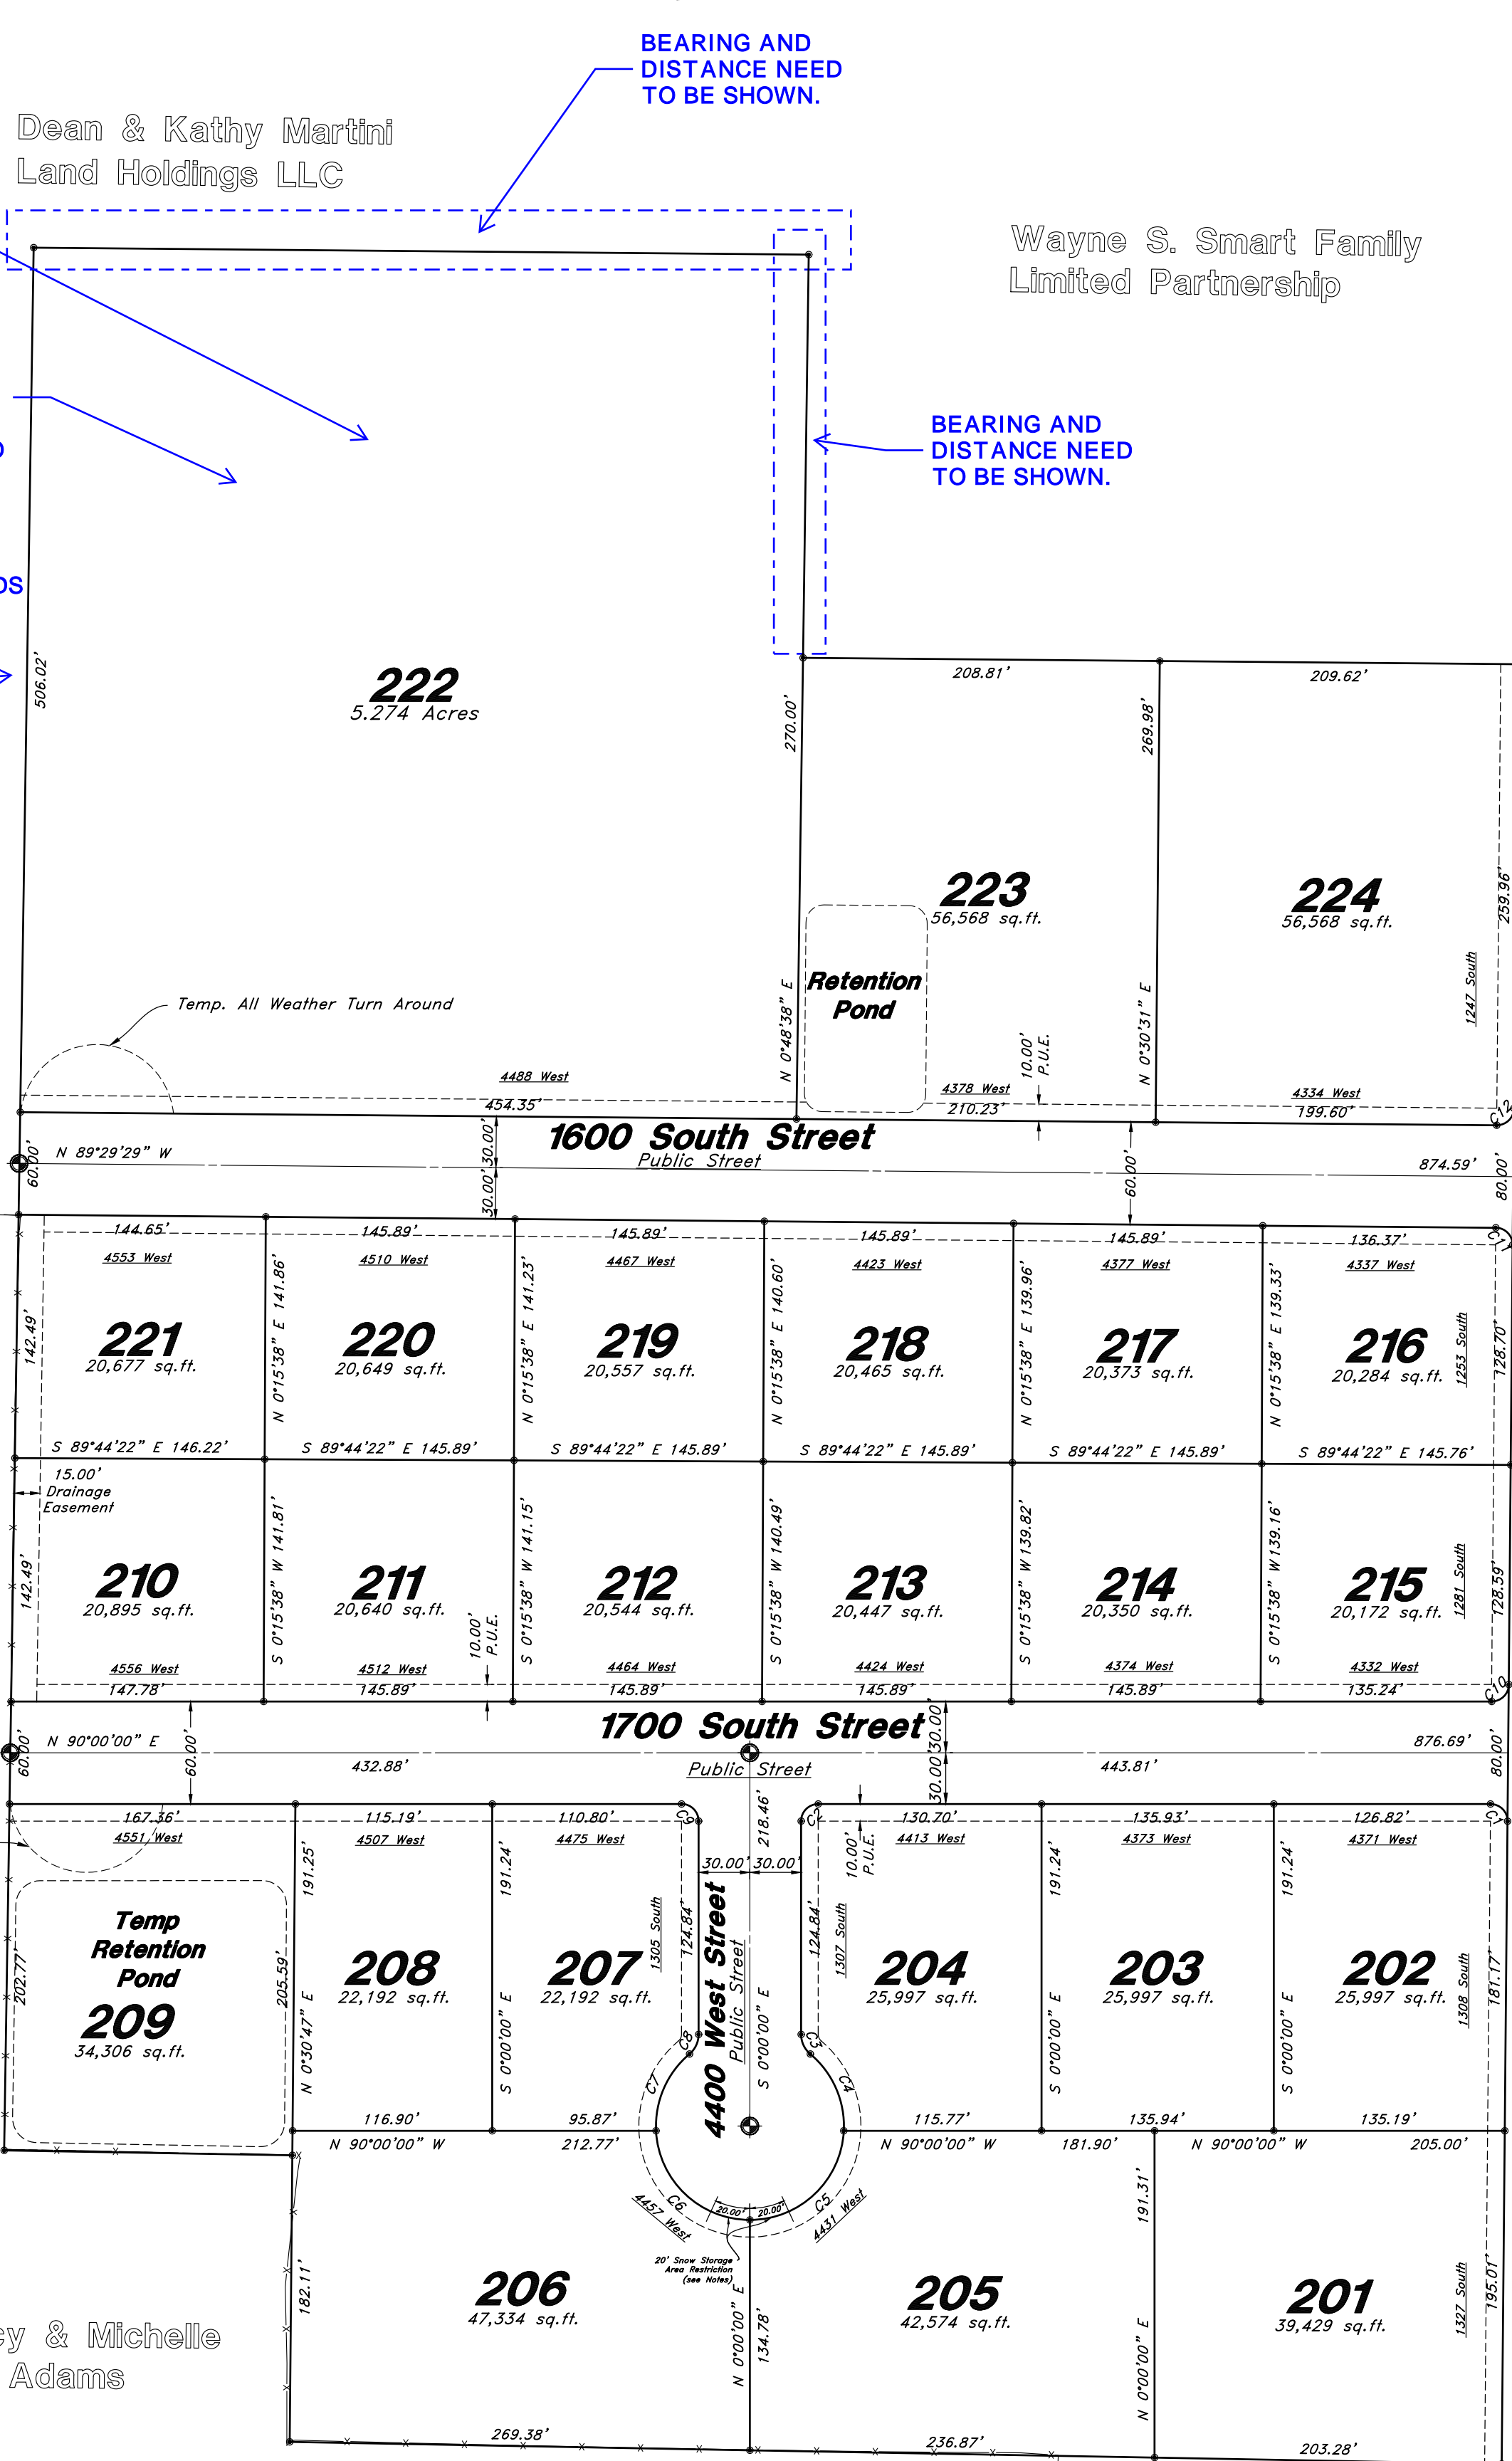 BEARING AND
DISTANCE NEED
TO BE SHOWN.
Dean & Kathy Martini
Land Holdings LLC
Wayne S. Smart Family
Limited Partnership
BEARING AND
DISTANCE NEED
TO BE SHOWN.
DS
506.02'
222
5.274 Acres
270.00'
N 0°48'38" E
208.81'
269.98'
N 0°30'31" E
209.62'
259.96'
223
56,568 sq.ft.
224
56,568 sq.ft.
Retention
Pond
1247 South
Temp. All Weather Turn Around
10.00'
P.U.E.
4488 West
454.35'
4378 West
210.23'
4334 West
199.60'
C12
1600 South Street
Public Street
60.00'
N 89°29'29" W
30.00'
30.00'
60.00'
874.59'
80.00'
144.65'
145.89'
145.89'
145.89'
145.89'
136.37'
C11
4553 West
4510 West
4467 West
4423 West
4377 West
4337 West
142.49'
N 0°15'38" E 141.86'
N 0°15'38" E 141.23'
N 0°15'38" E 140.60'
N 0°15'38" E 139.96'
N 0°15'38" E 139.33'
1253 South
128.70'
221
20,677 sq.ft.
220
20,649 sq.ft.
219
20,557 sq.ft.
218
20,465 sq.ft.
217
20,373 sq.ft.
216
20,284 sq.ft.
S 89°44'22" E 146.22'
S 89°44'22" E 145.89'
S 89°44'22" E 145.89'
S 89°44'22" E 145.89'
S 89°44'22" E 145.89'
S 89°44'22" E 145.76'
15.00'
Drainage
Easement
142.49'
S 0°15'38" W 141.81'
S 0°15'38" W 141.15'
S 0°15'38" W 140.49'
S 0°15'38" W 139.82'
S 0°15'38" W 139.16'
1281 South
128.59'
210
20,895 sq.ft.
211
20,640 sq.ft.
212
20,544 sq.ft.
213
20,447 sq.ft.
214
20,350 sq.ft.
215
20,172 sq.ft.
10.00'
P.U.E.
4556 West
4512 West
4464 West
4424 West
4374 West
4332 West
147.78'
145.89'
145.89'
145.89'
145.89'
135.24'
C10
1700 South Street
Public Street
60.00'
N 90°00'00" E
60.00'
432.88'
30.00'
30.00'
443.81'
876.69'
80.00'
167.36'
115.19'
110.80'
C9
218.46'
C2
130.70'
135.93'
126.82'
C1
4551 West
4507 West
4475 West
10.00'
P.U.E.
4413 West
4373 West
4371 West
30.00'
30.00'
191.25'
191.24'
191.24'
191.24'
1305 South
124.84'
4400 West Street
Public Street
S 0°00'00" E
124.84'
1307 South
Temp
Retention
Pond
209
34,306 sq.ft.
202.77'
205.59'
N 0°30'47" E
208
22,192 sq.ft.
S 0°00'00" E
207
22,192 sq.ft.
204
25,997 sq.ft.
S 0°00'00" E
203
25,997 sq.ft.
S 0°00'00" E
202
25,997 sq.ft.
1308 South
181.17'
C8
C3
C7
C4
116.90'
95.87'
115.77'
135.94'
135.19'
N 90°00'00" W
212.77'
N 90°00'00" W
181.90'
N 90°00'00" W
205.00'
C6
C5
20.00'
20.00'
4457 West
4431 West
20' Snow Storage
Area Restriction
(see Notes)
182.11'
206
47,334 sq.ft.
N 0°00'00" E
134.78'
205
42,574 sq.ft.
191.31'
N 0°00'00" E
201
39,429 sq.ft.
1327 South
195.01'
cy & Michelle
Adams
269.38'
236.87'
203.28'